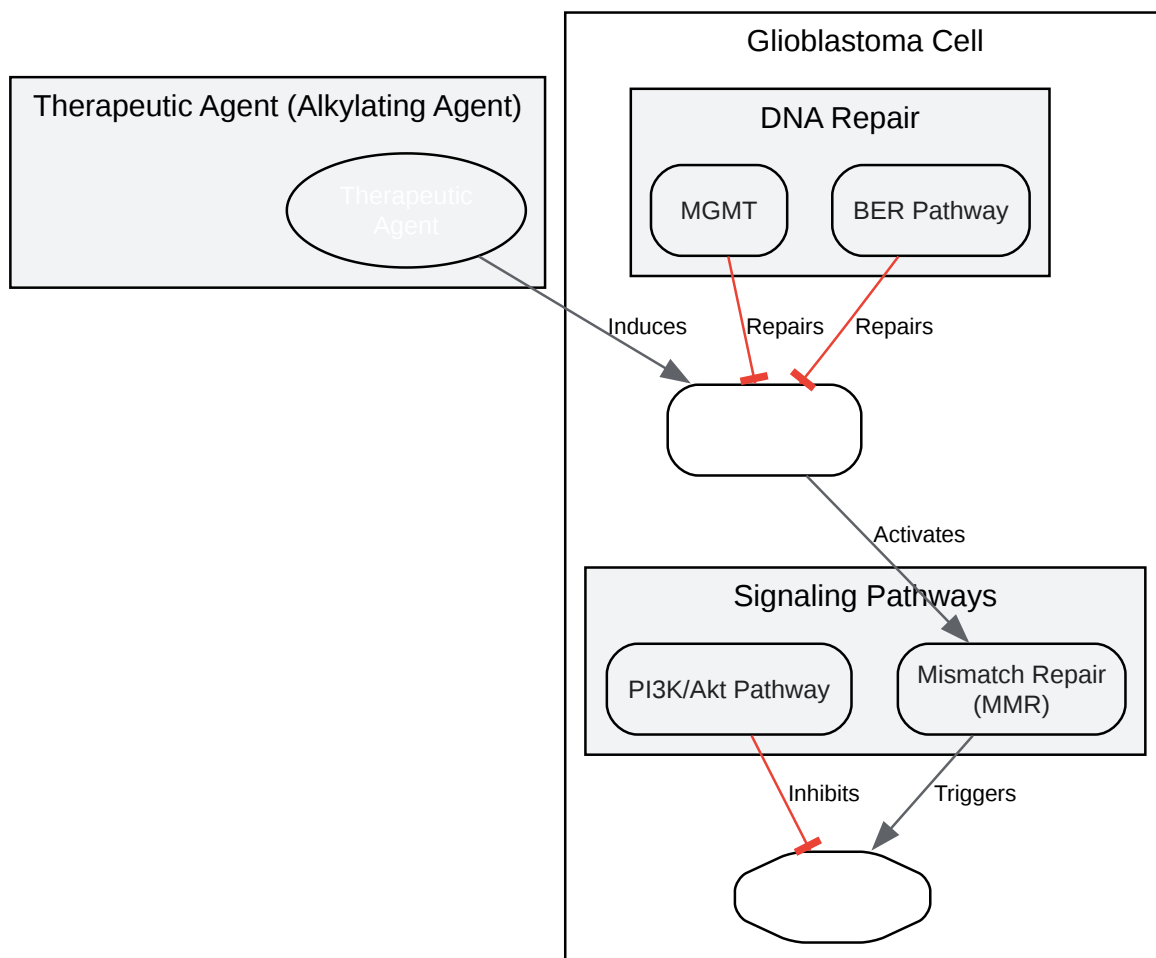 Glioblastoma Cell
Therapeutic Agent (Alkylating Agent)
DNA Repair
Therapeutic
Agent
MGMT
BER Pathway
Induces
Repairs
Repairs
Activates
Signaling Pathways
PI3K/Akt Pathway
Mismatch Repair
(MMR)
Inhibits
Triggers